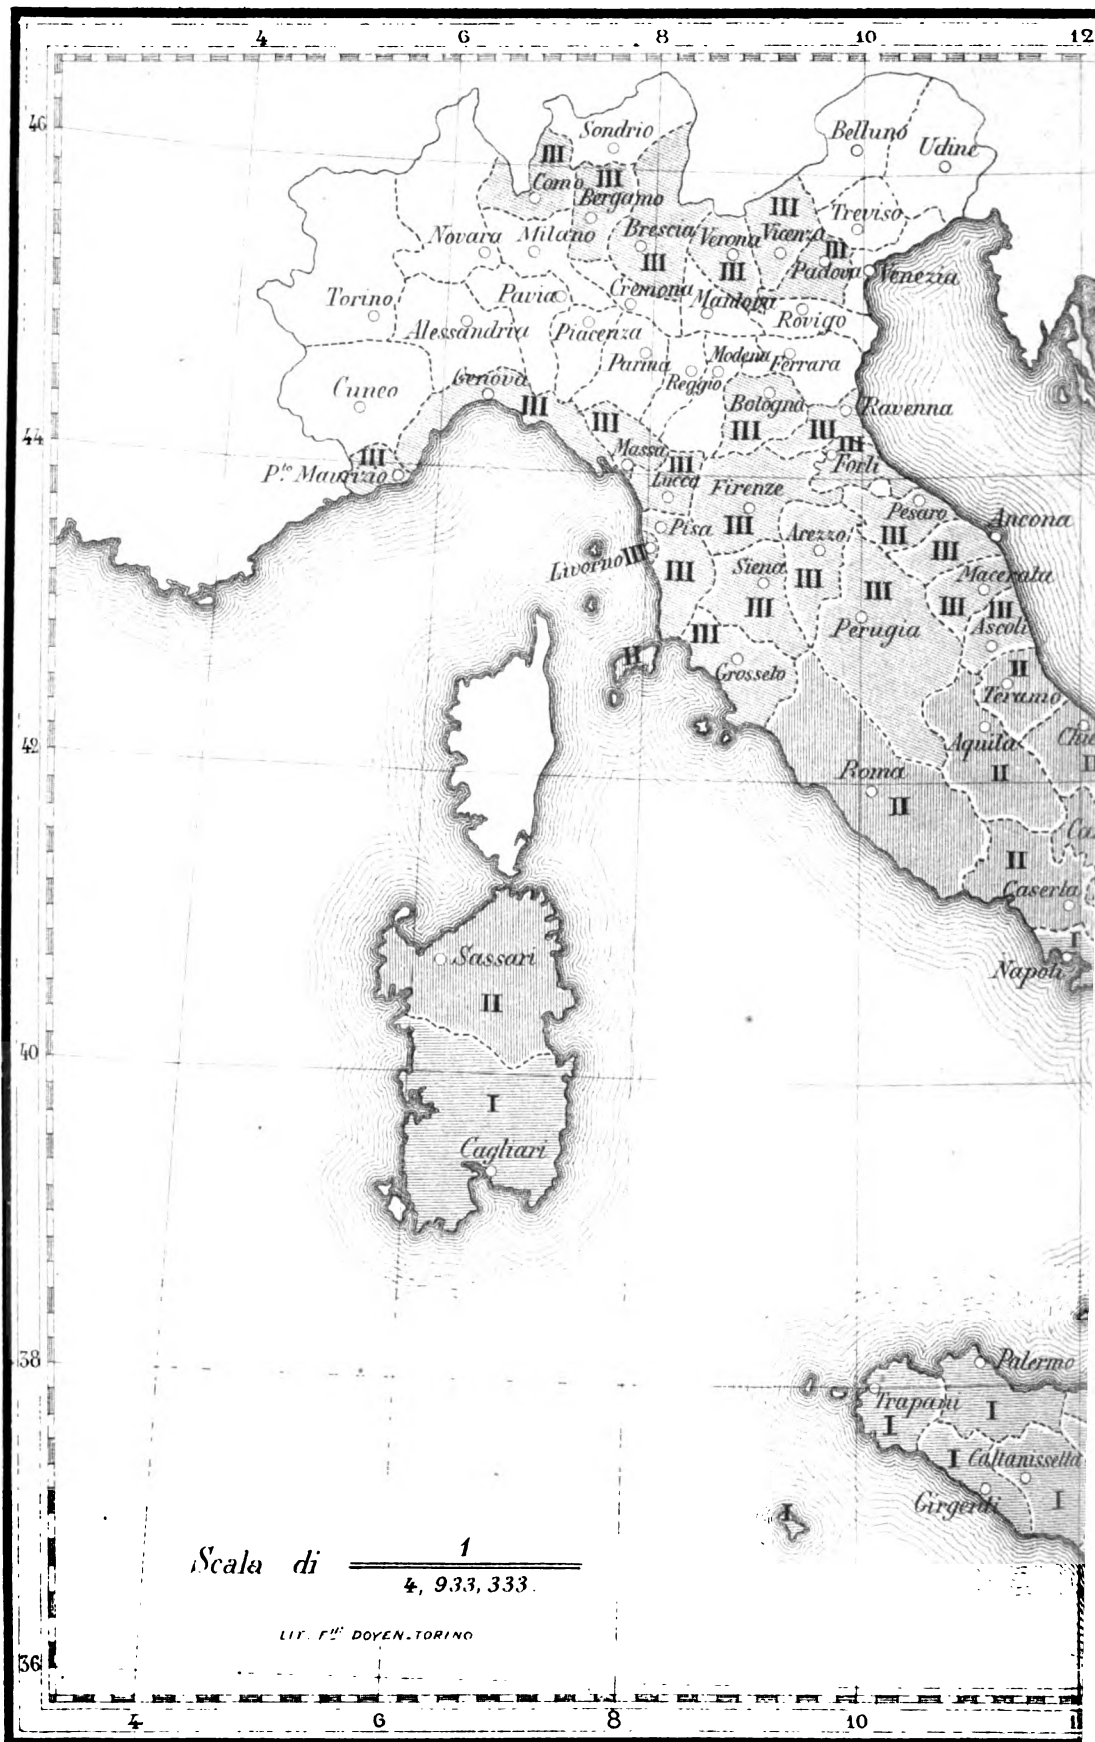 4 6 8 10 12
46
Sondrio
Belluno
Udine
III
Como
III
Bergamo
III
Treviso
Novara
Milano
Brescia
Verona
Vicenza
III
III
III
Padova
Venezia
Torino
Pavia
Cremona
Mantova
Rovigo
Alessandria
Piacenza
Parma
Reggio
Modena
Ferrara
Cuneo
Genova
III
Bologna
Ravenna
44
III
III
III
III
III
III
P.to Maurizio
Massa
Lucca
III
Forlì
Firenze
Pesaro
Pisa
III
Arezzo
III
Ancona
Livorno III
III
Siena
III
III
III
Macerata
III
III
III
III
Perugia
Ascoli
II
Grosseto
II
Teramo
42
Aquila
Chie
II
II
Roma
II
II
Ca
Caserta
Sassari
I
Napoli
II
40
I
Cagliari
38
Palermo
Trapani
I
I
I
Caltanissetta
Girgenti
I
I
Scala di 1
4,933,333.
LIT. F.lli DOYEN-TORINO
36
4 6 8 10 1